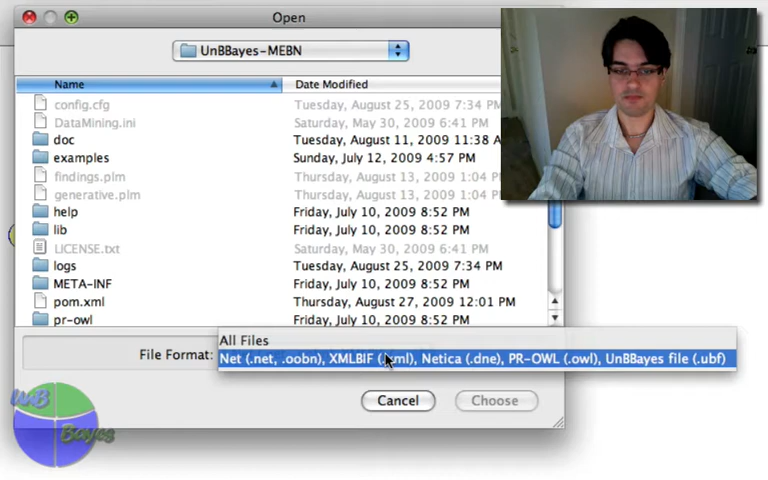 Open
UnBBayes-MEBN
Name Date Modified
config.cfg Tuesday, August 25, 2009 7:34 PM
DataMining.ini Saturday, May 30, 2009 6:41 PM
doc Tuesday, August 11, 2009 11:38 A
examples Sunday, July 12, 2009 4:57 PM
findings.plm Thursday, August 13, 2009 1:04
generative.plm Thursday, August 13, 2009 1:04
help Friday, July 10, 2009 8:52 PM
lib Friday, July 10, 2009 8:52 PM
LICENSE.txt Saturday, May 30, 2009 6:41 PM
logs Tuesday, August 25, 2009 7:34 PM
META-INF Friday, July 10, 2009 8:52 PM
pom.xml Thursday, August 27, 2009 12:01 PM
pr-owl Friday, July 10, 2009 8:52 PM
All Files
File Format: Net (.net, .oobn), XMLBIF (.xml), Netica (.dne), PR-OWL (.owl), UnBBayes file (.ubf)
Cancel Choose
UnB
Bayes